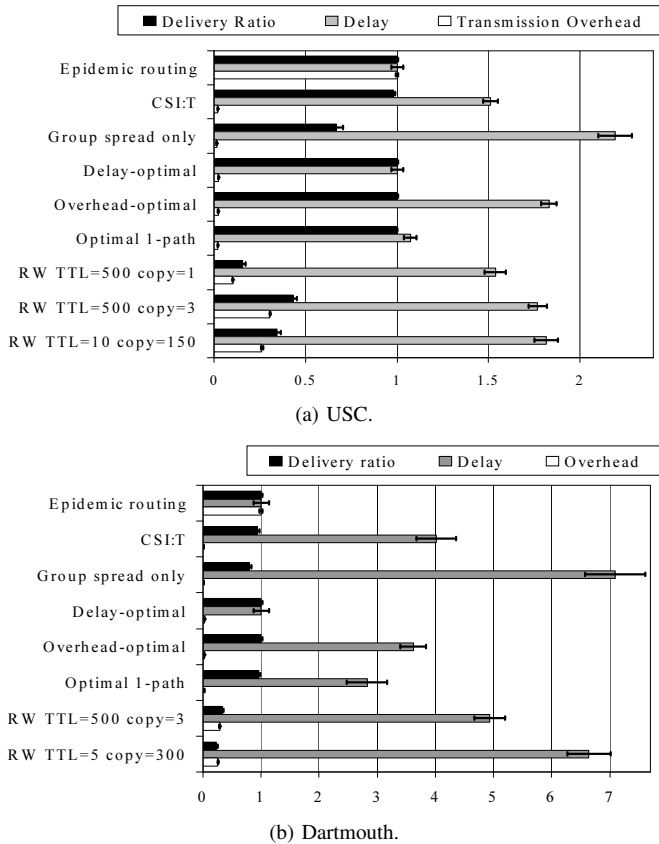 Delivery Ratio Delay Transmission Overhead
Epidemic routing
CSI:T
Group spread only
Delay-optimal
Overhead-optimal
Optimal 1-path
RW TTL=500 copy=1
RW TTL=500 copy=3
RW TTL=10 copy=150
0 0.5 1 1.5 2
(a) USC.
Delivery ratio Delay Overhead
Epidemic routing
CSI:T
Group spread only
Delay-optimal
Overhead-optimal
Optimal 1-path
RW TTL=500 copy=3
RW TTL=5 copy=300
0 1 2 3 4 5 6 7
(b) Dartmouth.